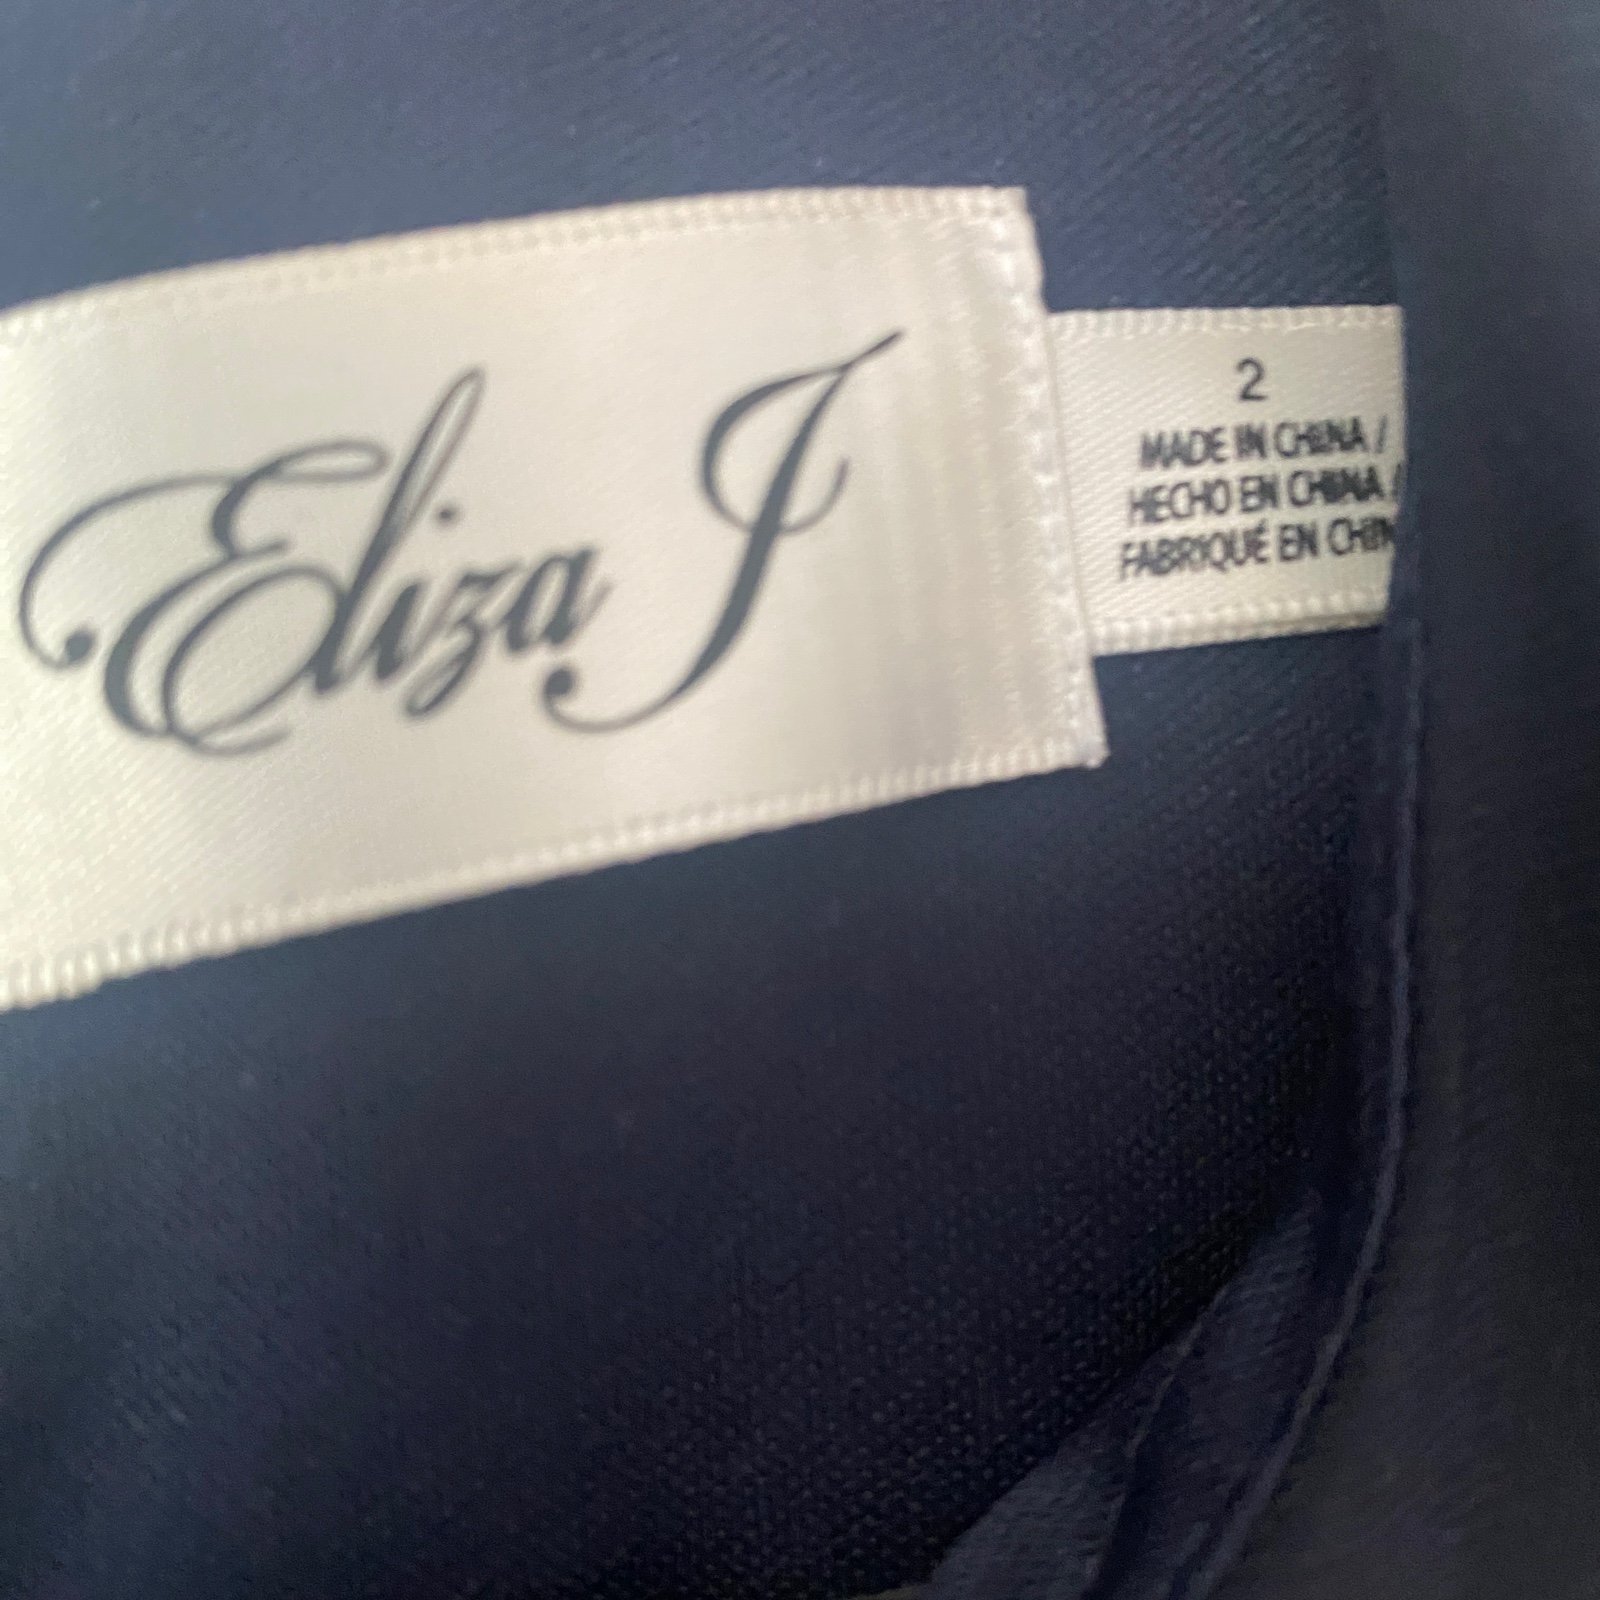 Eliza J
2
MADE IN CHINA /
HECHO EN CHINA /
FABRIQUÉ EN CHIN